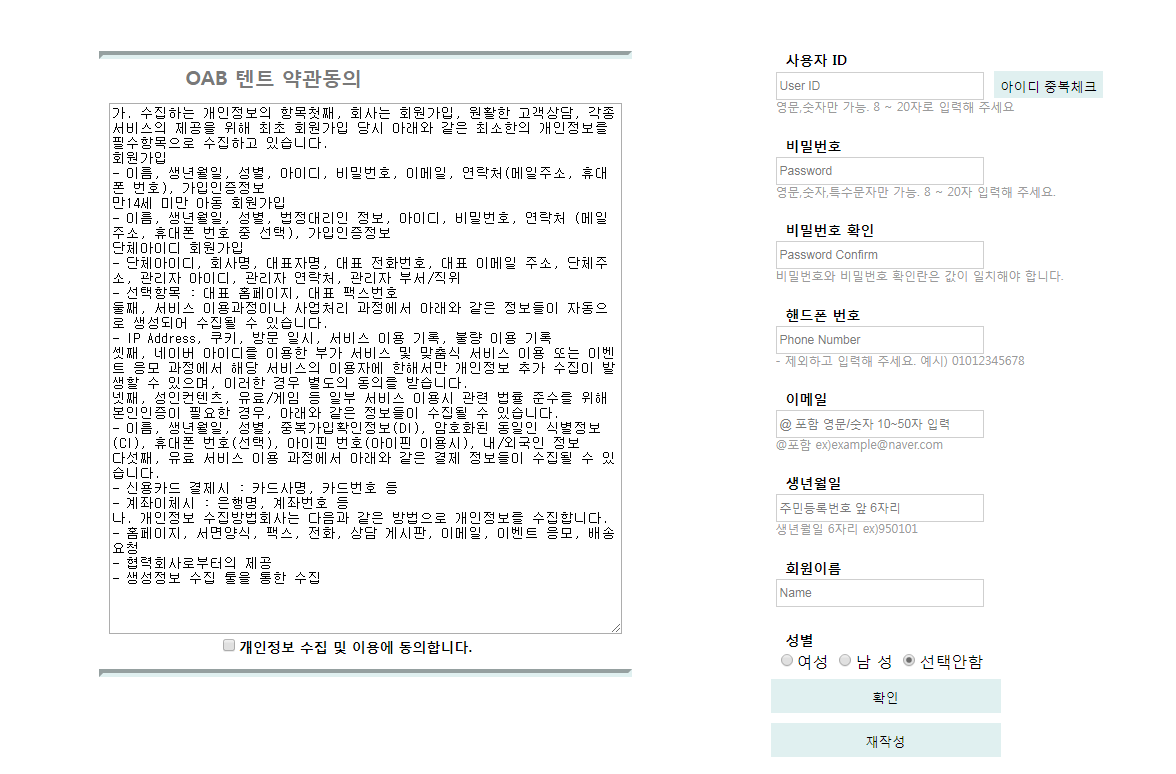 OAB 텐트 약관동의
가. 수집하는 개인정보의 항목첫째, 회사는 회원가입, 원활한 고객상담, 각종
서비스의 제공을 위해 최초 회원가입 당시 아래와 같은 최소한의 개인정보를
필수항목으로 수집하고 있습니다.
회원가입
- 이름, 생년월일, 성별, 아이디, 비밀번호, 이메일, 연락처(메일주소, 휴대
폰 번호), 가입인증정보
만14세 미만 아동 회원가입
- 이름, 생년월일, 성별, 법정대리인 정보, 아이디, 비밀번호, 연락처 (메일
주소, 휴대폰 번호 중 선택), 가입인증정보
단체아이디 회원가입
- 단체아이디, 회사명, 대표자명, 대표 전화번호, 대표 이메일 주소, 단체주
소, 관리자 아이디, 관리자 연락처, 관리자 부서/직위
- 선택항목 : 대표 홈페이지, 대표 팩스번호
둘째, 서비스 이용과정이나 사업처리 과정에서 아래와 같은 정보들이 자동으
로 생성되어 수집될 수 있습니다.
- IP Address, 쿠키, 방문 일시, 서비스 이용 기록, 불량 이용 기록
셋째, 네이버 아이디를 이용한 부가 서비스 및 맞춤식 서비스 이용 또는 이벤
트 응모 과정에서 해당 서비스의 이용자에 한해서만 개인정보 추가 수집이 발
생할 수 있으며, 이러한 경우 별도의 동의를 받습니다.
넷째, 성인컨텐츠, 유료/게임 등 일부 서비스 이용시 관련 법률 준수를 위해
본인인증이 필요한 경우, 아래와 같은 정보들이 수집될 수 있습니다.
- 이름, 생년월일, 성별, 중복가입확인정보(DI), 암호화된 동일인 식별정보
(CI), 휴대폰 번호(선택), 아이핀 번호(아이핀 이용시), 내/외국인 정보
다섯째, 유료 서비스 이용 과정에서 아래와 같은 결제 정보들이 수집될 수 있
습니다.
- 신용카드 결제시 : 카드사명, 카드번호 등
- 계좌이체시 : 은행명, 계좌번호 등
나. 개인정보 수집방법회사는 다음과 같은 방법으로 개인정보를 수집합니다.
- 홈페이지, 서면양식, 팩스, 전화, 상담 게시판, 이메일, 이벤트 응모, 배송
요청
- 협력회사로부터의 제공
- 생성정보 수집 툴을 통한 수집
개인정보 수집 및 이용에 동의합니다.
사용자 ID
User ID
아이디 중복체크
영문,숫자만 가능. 8 ~ 20자로 입력해 주세요
비밀번호
Password
영문,숫자,특수문자만 가능. 8 ~ 20자 입력해 주세요.
비밀번호 확인
Password Confirm
비밀번호와 비밀번호 확인란은 값이 일치해야 합니다.
핸드폰 번호
Phone Number
- 제외하고 입력해 주세요. 예시) 01012345678
이메일
@ 포함 영문/숫자 10~50자 입력
@포함 ex)example@naver.com
생년월일
주민등록번호 앞 6자리
생년월일 6자리 ex)950101
회원이름
Name
성별
여성 남 성 선택안함
확인
재작성